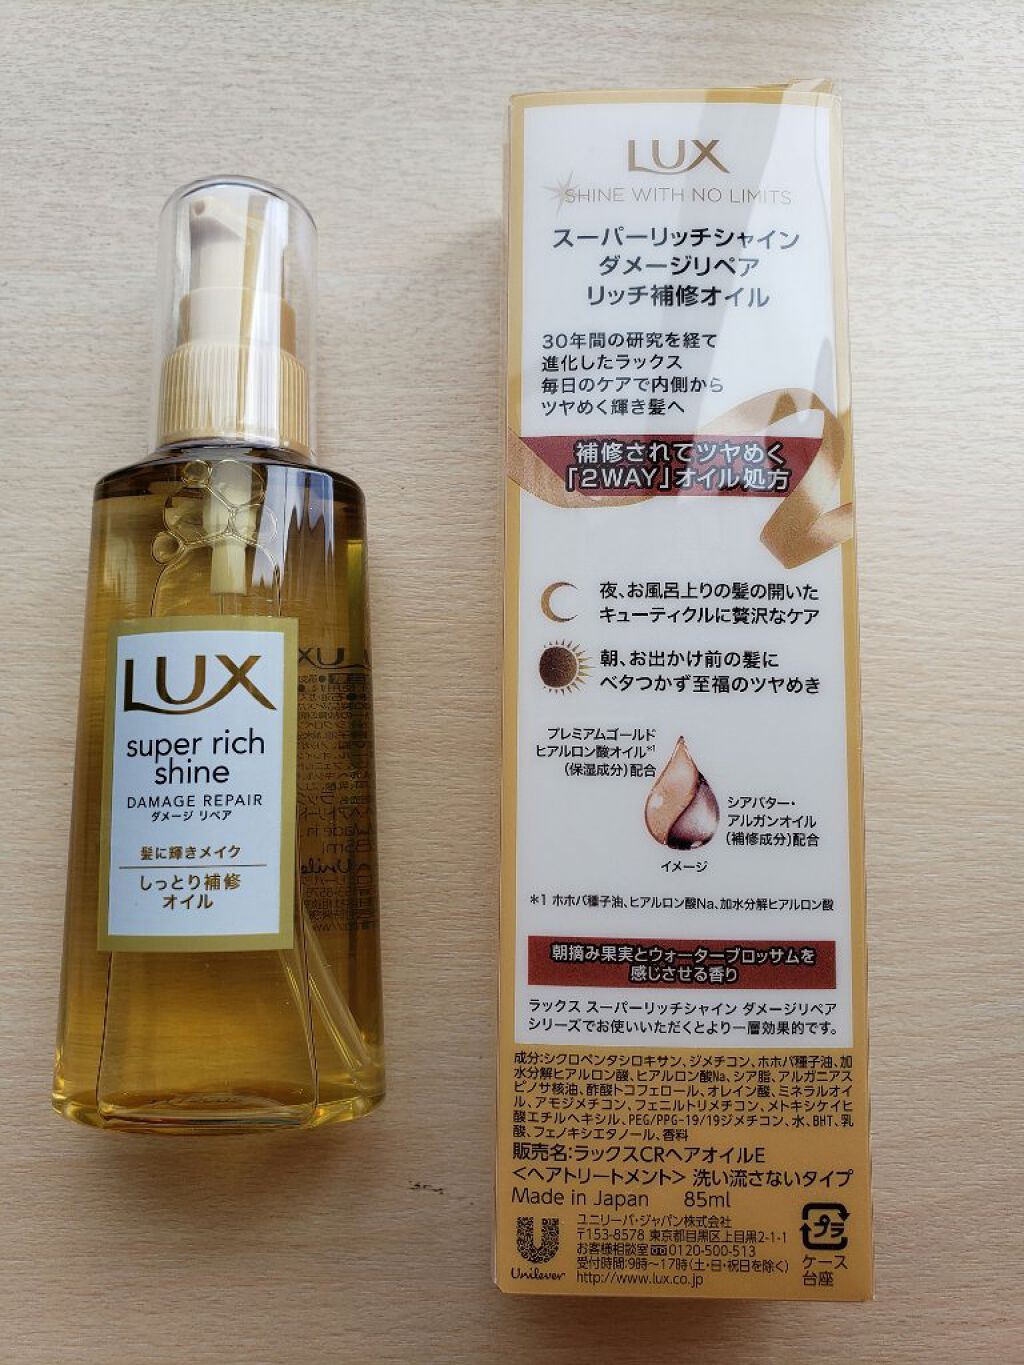 LUX
super rich
shine
DAMAGE REPAIR
ダメージ リペア
髪に輝きメイク
しっとり補修
オイル
LUX
SHINE WITH NO LIMITS
スーパーリッチシャイン
ダメージリペア
リッチ補修オイル
30年間の研究を経て
進化したラックス
毎日のケアで内側から
ツヤめく輝き髪へ
補修されてツヤめく
「2WAY」オイル処方
夜、お風呂上りの髪の開いた
キューティクルに贅沢なケア
朝、お出かけ前の髪に
ベタつかず至福のツヤめき
プレミアムゴールド
ヒアルロン酸オイル*1
(保湿成分)配合
シアバター・
アルガンオイル
(補修成分)配合
イメージ
*1 ホホバ種子油、ヒアルロン酸Na、加水分解ヒアルロン酸
朝摘み果実とウォーターブロッサムを
感じさせる香り
ラックス スーパーリッチシャイン ダメージリペア
シリーズでお使いいただくとより一層効果的です。
成分:シクロペンタシロキサン、ジメチコン、ホホバ種子油、加
水分解ヒアルロン酸、ヒアルロン酸Na、シア脂、アルガニアス
ピノサ核油、酢酸トコフェロール、オレイン酸、ミネラルオイ
ル、アモジメチコン、フェニルトリメチコン、メトキシケイヒ
酸エチルヘキシル、PEG/PPG-19/19ジメチコン、水、BHT、乳
酸、フェノキシエタノール、香料
販売名:ラックスCRヘアオイルE
<ヘアトリートメント> 洗い流さないタイプ
Made in Japan 85ml
Unilever
ユニリーバ・ジャパン株式会社
〒153-8578 東京都目黒区上目黒2-1-1
お客様相談室 0120-500-513
受付時間:9時~17時(土・日・祝日を除く)
http://www.lux.co.jp
プラ
ケース
台座